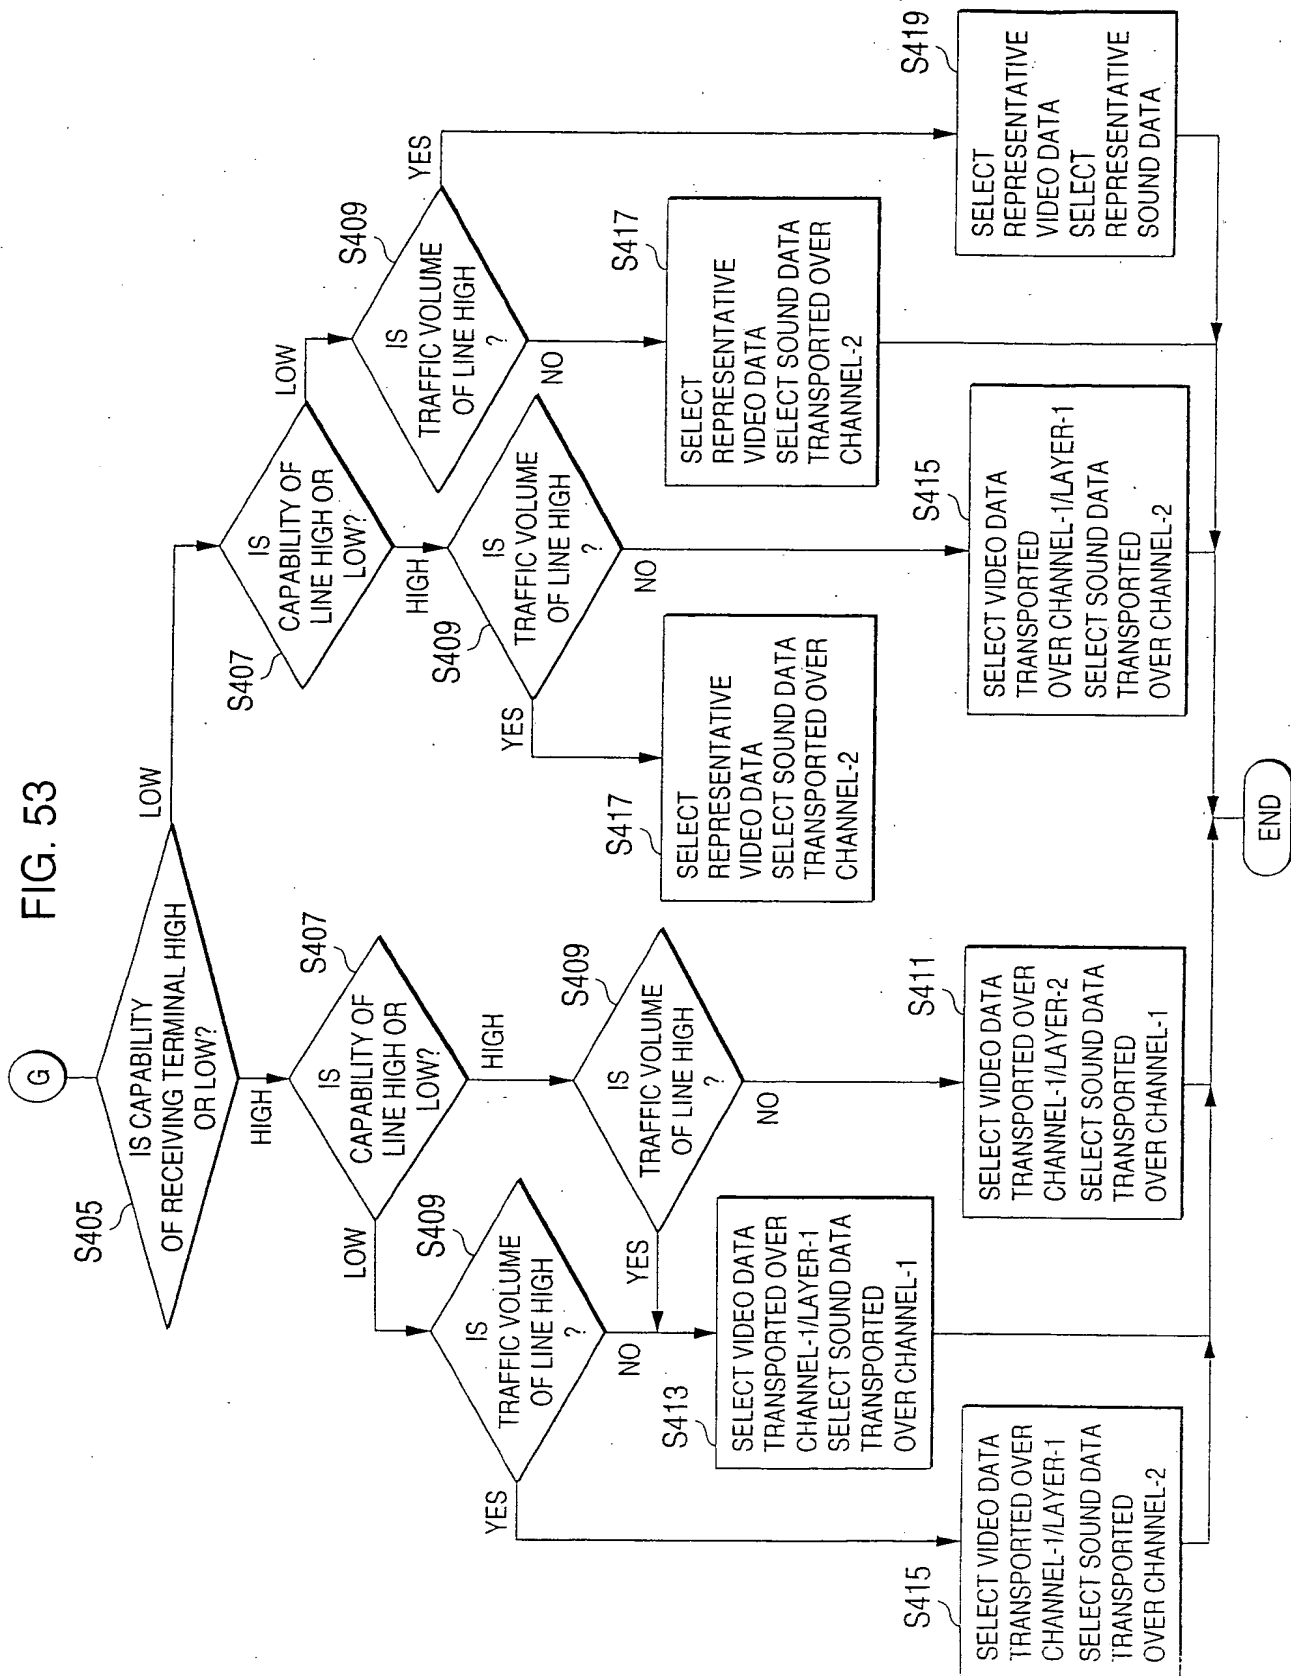 FIG. 53
G
S405
IS CAPABILITY
OF RECEIVING TERMINAL HIGH
OR LOW?
HIGH
LOW
S407
IS
CAPABILITY OF
LINE HIGH OR
LOW?
LOW
HIGH
S407
IS
CAPABILITY OF
LINE HIGH OR
LOW?
HIGH
LOW
S409
IS
TRAFFIC VOLUME
OF LINE HIGH
?
YES
NO
S409
IS
TRAFFIC VOLUME
OF LINE HIGH
?
YES
NO
S409
IS
TRAFFIC VOLUME
OF LINE HIGH
?
YES
NO
S409
IS
TRAFFIC VOLUME
OF LINE HIGH
?
YES
NO
S413
SELECT VIDEO DATA
TRANSPORTED OVER
CHANNEL-1/LAYER-1
SELECT SOUND DATA
TRANSPORTED
OVER CHANNEL-1
S417
SELECT
REPRESENTATIVE
VIDEO DATA
SELECT SOUND DATA
TRANSPORTED OVER
CHANNEL-2
S417
SELECT
REPRESENTATIVE
VIDEO DATA
SELECT SOUND DATA
TRANSPORTED OVER
CHANNEL-2
S415
SELECT VIDEO DATA
TRANSPORTED OVER
CHANNEL-1/LAYER-1
SELECT SOUND DATA
TRANSPORTED
OVER CHANNEL-2
S411
SELECT VIDEO DATA
TRANSPORTED OVER
CHANNEL-1/LAYER-2
SELECT SOUND DATA
TRANSPORTED
OVER CHANNEL-1
S415
SELECT VIDEO DATA
TRANSPORTED
OVER CHANNEL-1/LAYER-1
SELECT SOUND DATA
TRANSPORTED
OVER CHANNEL-2
S419
SELECT
REPRESENTATIVE
VIDEO DATA
SELECT
REPRESENTATIVE
SOUND DATA
END